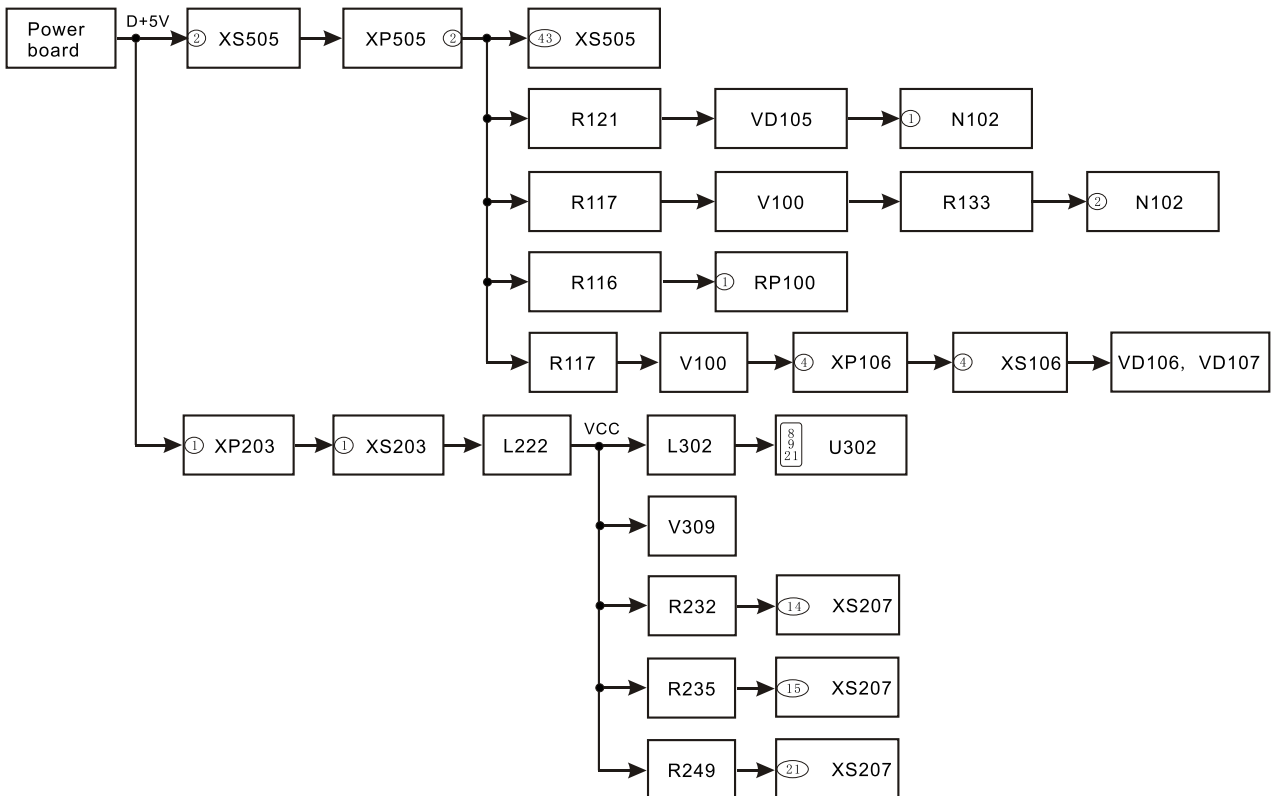 Power
board
D+5V
2 XS505
XP505 2
43 XS505
R121
VD105
1 N102
R117
V100
R133
2 N102
R116
1 RP100
R117
V100
4 XP106
4 XS106
VD106, VD107
1 XP203
1 XS203
L222
VCC
L302
8
9
21
U302
V309
R232
14 XS207
R235
15 XS207
R249
21 XS207